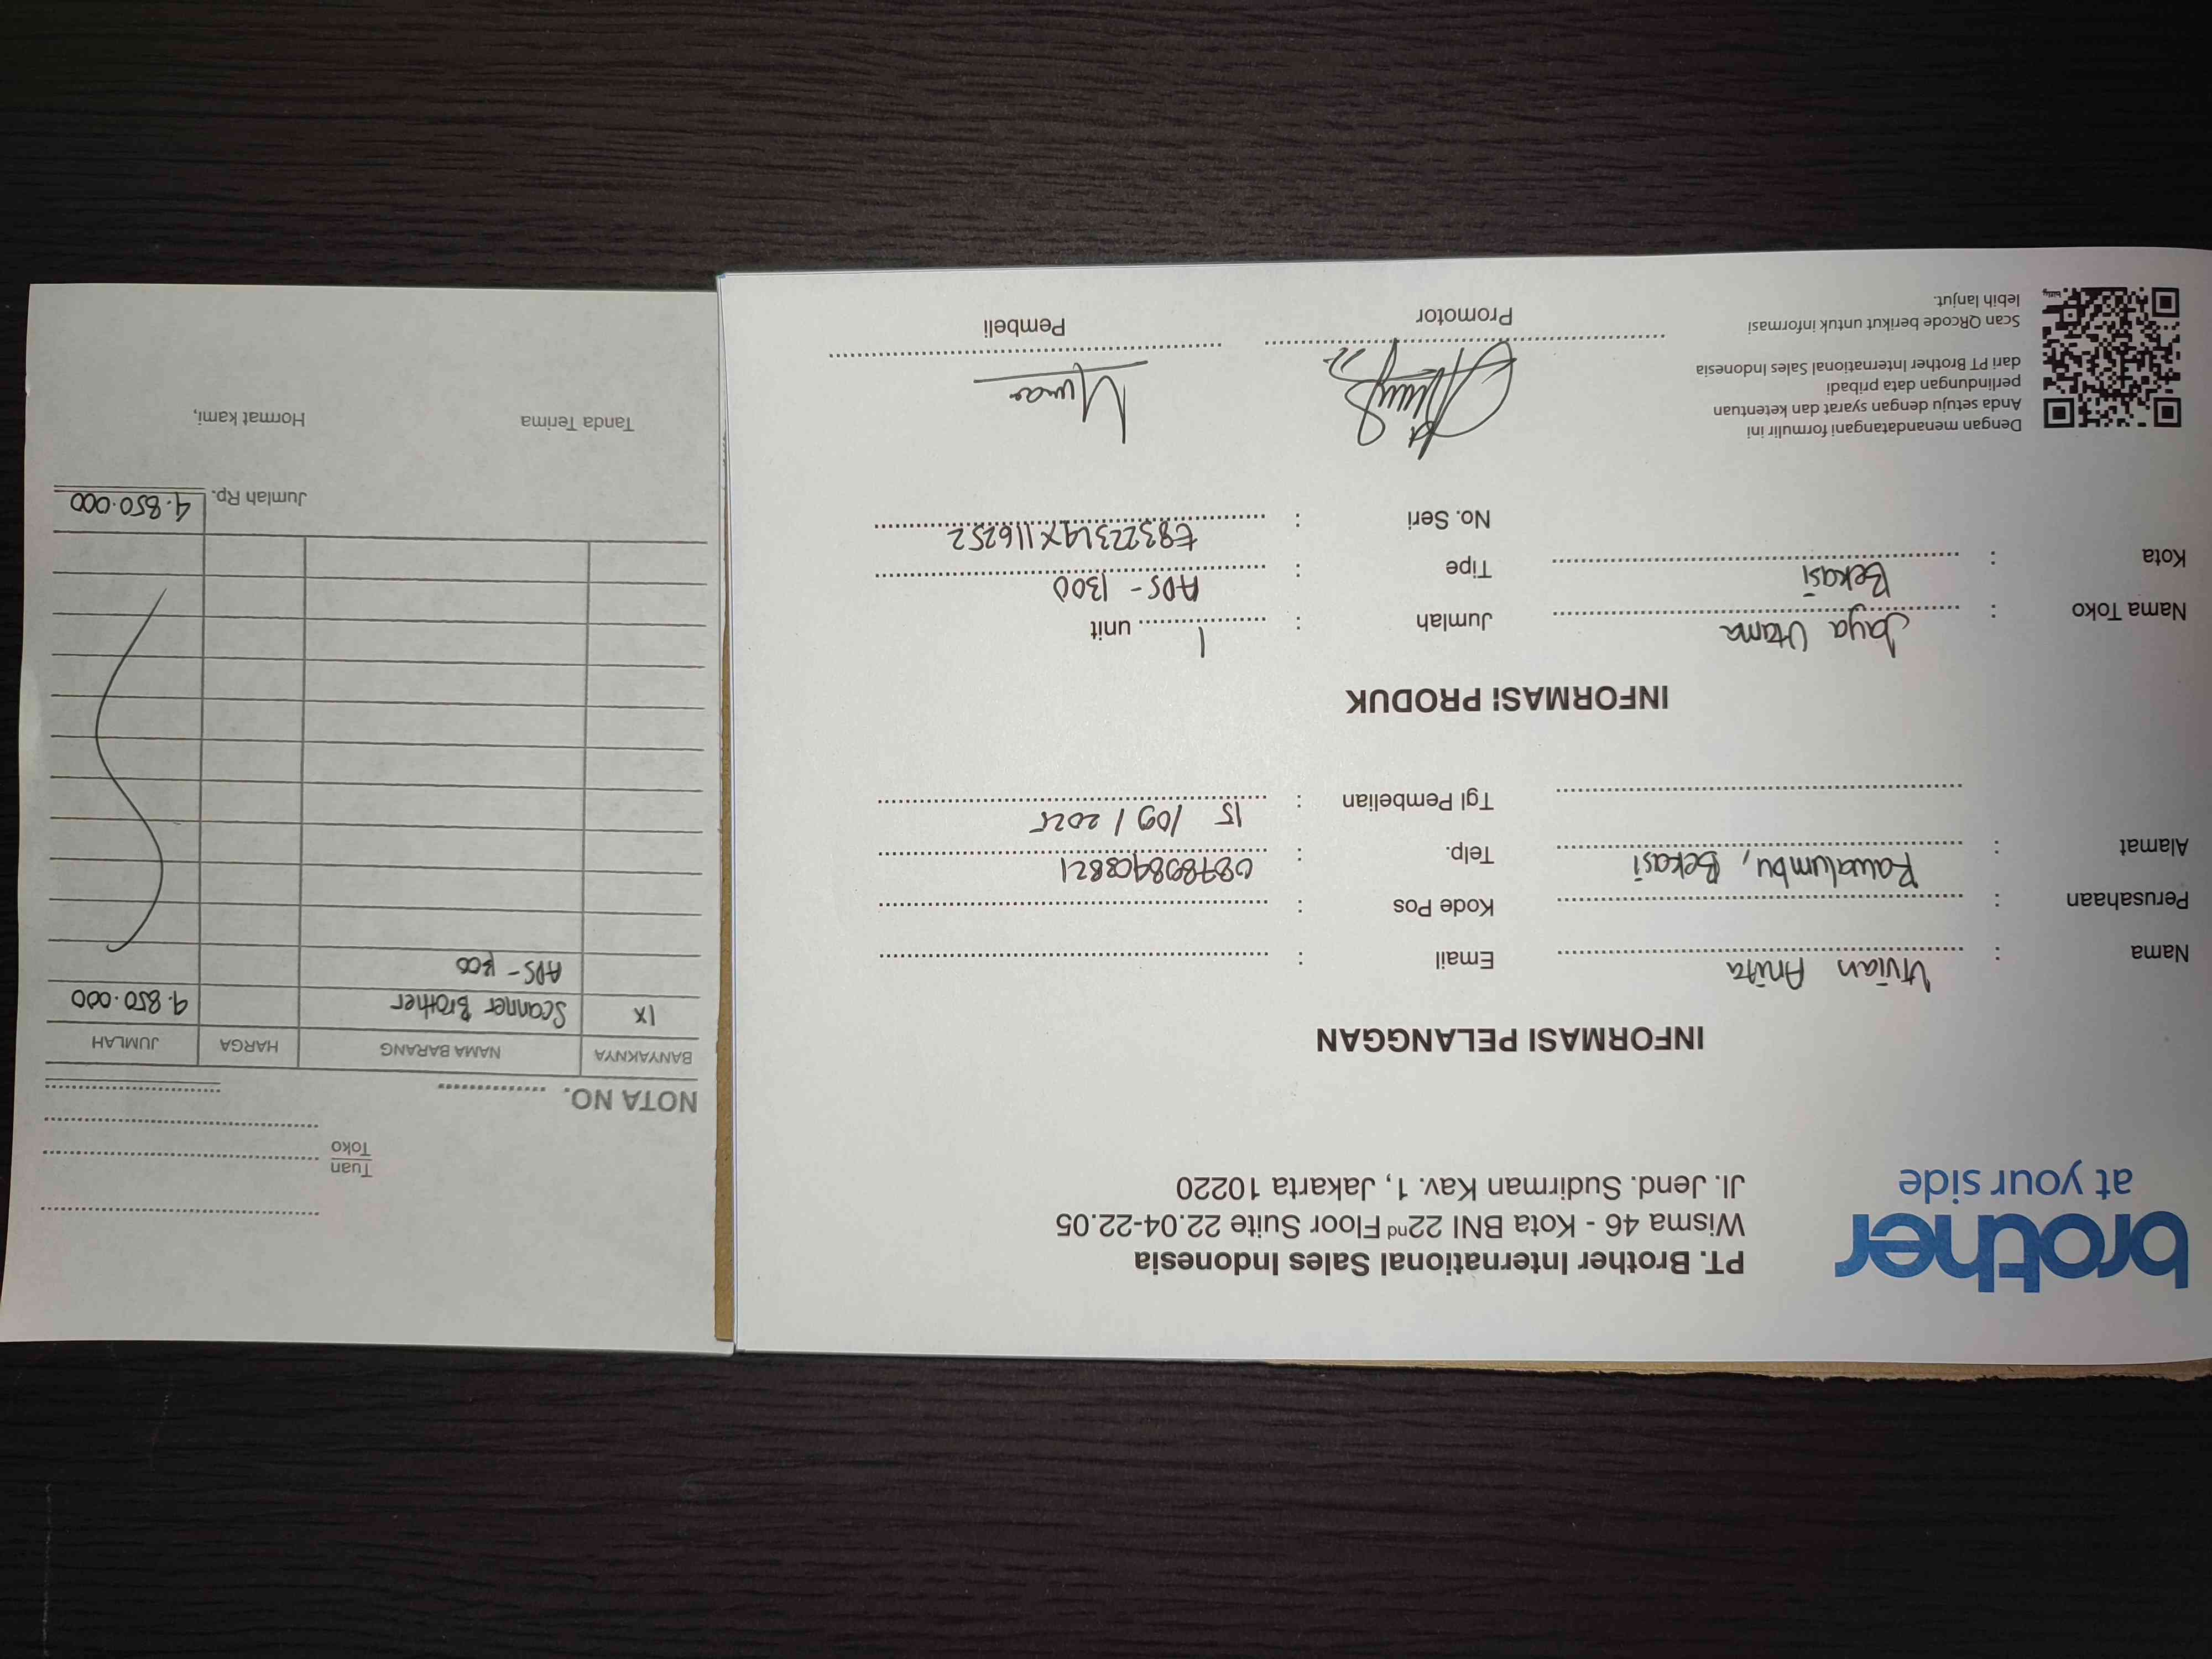 brother
at your side
PT. Brother International Sales Indonesia
Wisma 46 - Kota BNI 22nd Floor Suite 22.04-22.05
Jl. Jend. Sudirman Kav. 1, Jakarta 10220
INFORMASI PELANGGAN
Nama : Vivian Anita
Perusahaan :
Alamat : Rawalumbu, Bekasi
Email :
Kode Pos :
Telp. : 087808403821
Tgl Pembelian : 15 / 09 / 2025
INFORMASI PRODUK
Nama Toko : Jaya Utama
Kota : Bekasi
Jumlah : 1 unit
Tipe : ADS - 1300
No. Seri : E83223L9X116252
Dengan menandatangani formulir ini
Anda setuju dengan syarat dan ketentuan
perlindungan data pribadi
dari PT Brother International Sales Indonesia
Scan QRcode berikut untuk informasi
lebih lanjut.
Promotor
Pembeli
Tuan
Toko
NOTA NO.
BANYAKNYA NAMA BARANG HARGA JUMLAH
1x Scanner Brother 4.850.000
ADS - 1300
Jumlah Rp. 4.850.000
Tanda Terima Hormat kami,